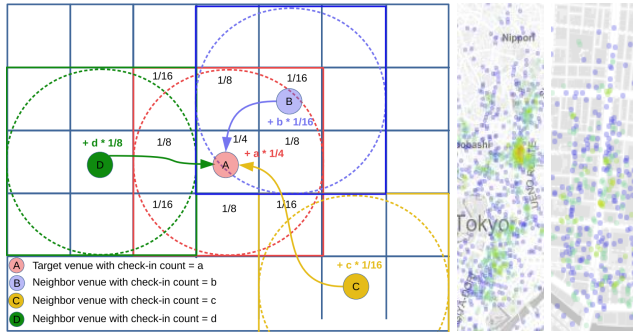 1/16
1/8
1/16
B
+ b * 1/16
+ d * 1/8
1/8
1/4
1/8
+ a * 1/4
D
A
1/16
1/8
1/16
+ c * 1/16
C
A Target venue with check-in count = a
B Neighbor venue with check-in count = b
C Neighbor venue with check-in count = c
D Neighbor venue with check-in count = d
Nippori
Tokyo